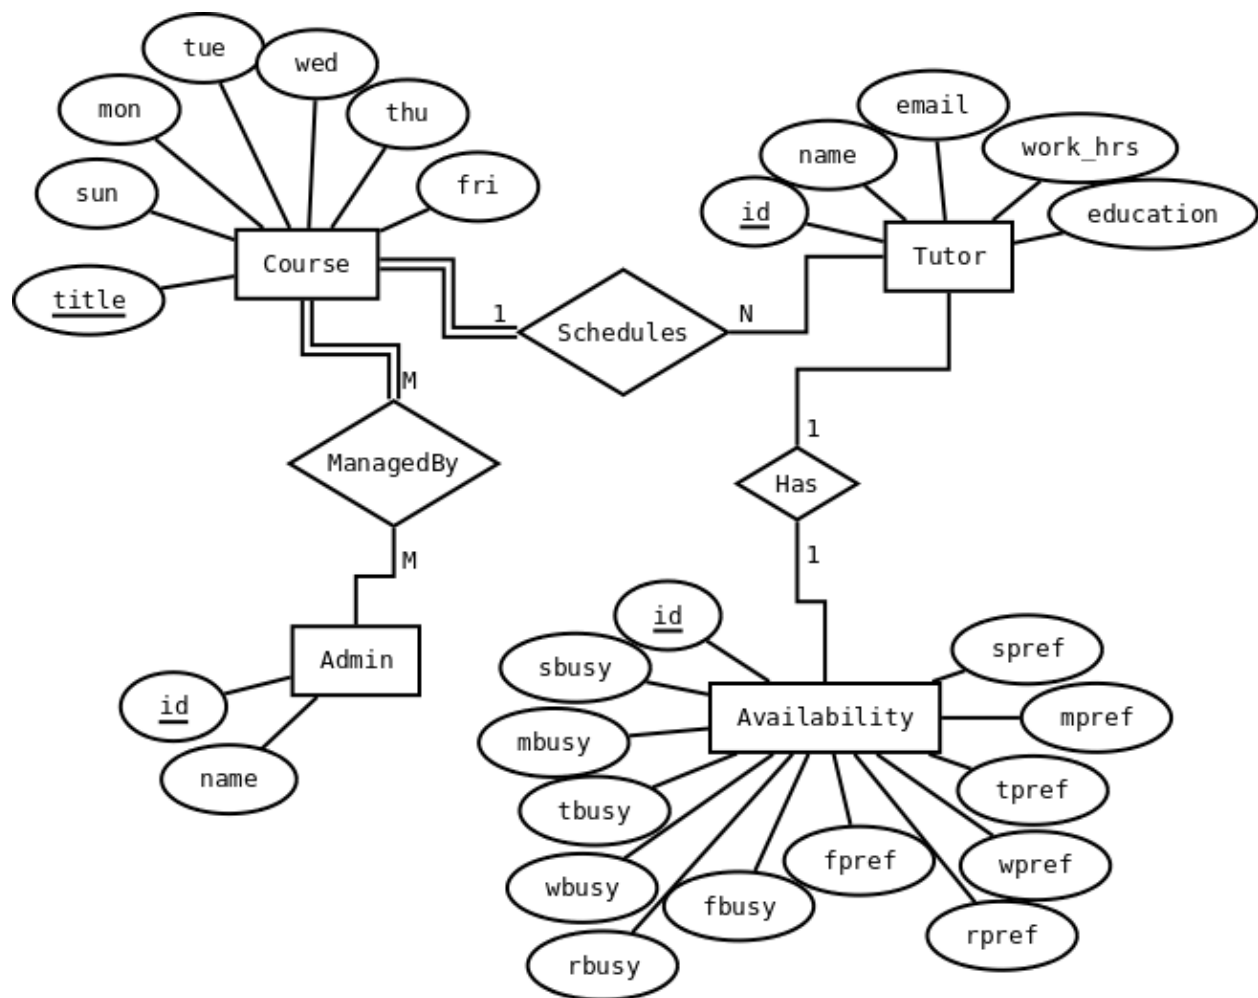 tue
wed
mon
thu
sun
fri
Course
title
email
name
work_hrs
id
education
Tutor
1
Schedules
N
M
ManagedBy
M
1
Has
1
Admin
id
name
id
sbusy
spref
Availability
mpref
mbusy
tpref
tbusy
fpref
wpref
wbusy
fbusy
rpref
rbusy